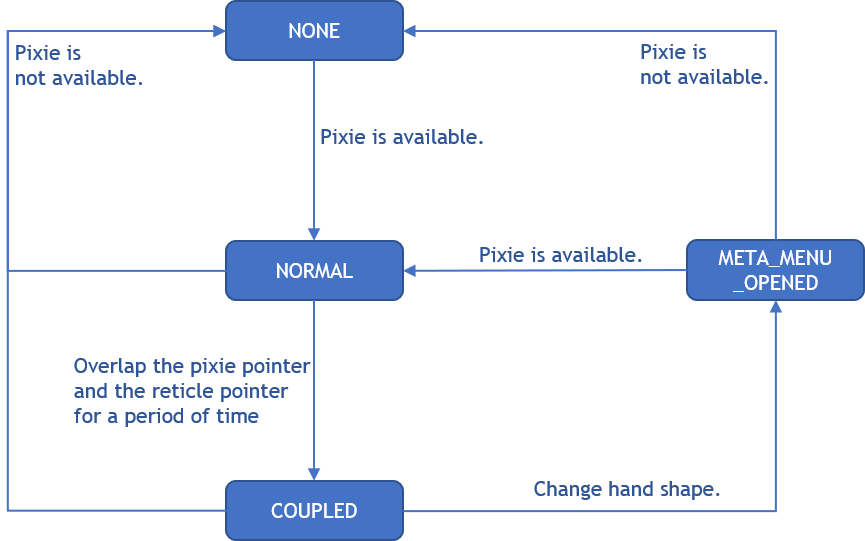 NONE
Pixie is
not available.
Pixie is
not available.
Pixie is available.
NORMAL
Pixie is available.
META_MENU
_OPENED
Overlap the pixie pointer
and the reticle pointer
for a period of time
COUPLED
Change hand shape.